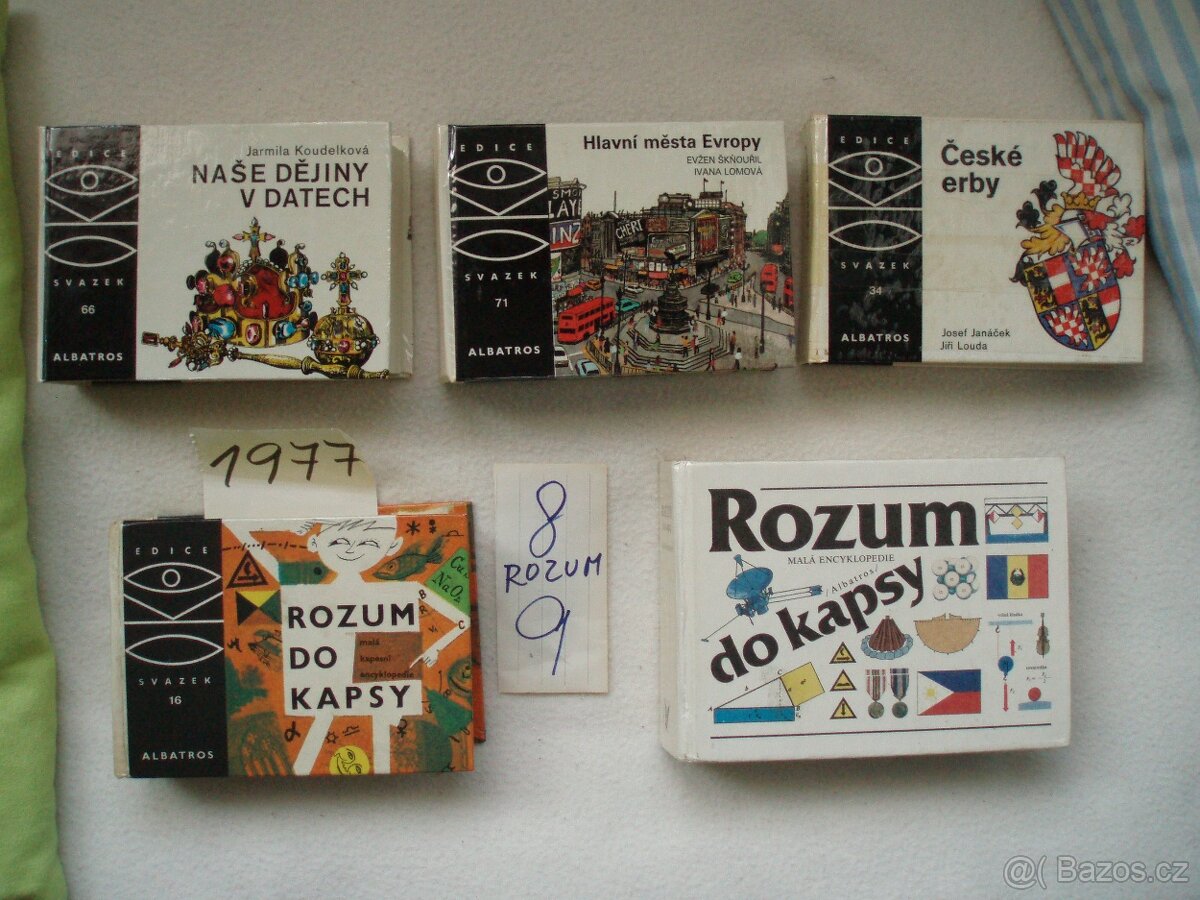 EDICE
SVAZEK
66
ALBATROS
Jarmila Koudelková
NAŠE DĚJINY
V DATECH
EDICE
SVAZEK
71
ALBATROS
Hlavní města Evropy
EVŽEN ŠKŇOUŘIL
IVANA LOMOVÁ
CHERI
EDICE
SVAZEK
34
ALBATROS
České
erby
Josef Janáček
Jiří Louda
1977
EDICE
SVAZEK
16
ALBATROS
ROZUM
DO
KAPSY
malá
kapesní
encyklopedie
8
ROZUM
9
Rozum
MALÁ ENCYKLOPEDIE
/Albatros/
do kapsy
@( Bazos.cz